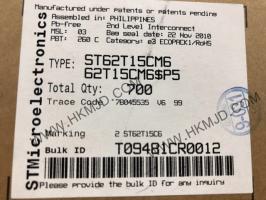 Manufactured under patents or patents pending
Assembled in: PHILIPPINES
Pb-free 2nd Level Interconnect
MSL: 03 Bag seal date: 22 Nov 2010
PBT: 260 C Category: e3 ECOPACK1/RoHS
TYPE: ST62T15CM6
62T15CM6$P5
Total Qty: 700
Trace Code 7B045535 V6 99
Marking 2 ST62T15C6
Bulk ID T09481CR0012
Please provide the bulk ID for any inquiry
STMicroelectronics
WWW.HKMJD.COM
WWW.HKMJD.COM